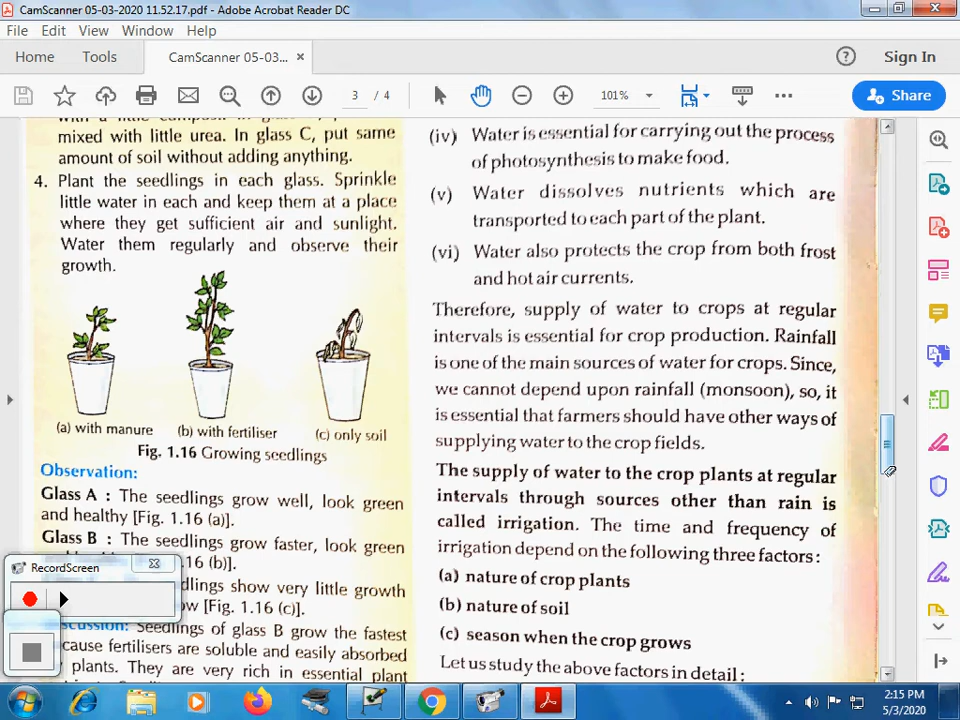 CamScanner 05-03-2020 11.52.17.pdf - Adobe Acrobat Reader DC
File Edit View Window Help
Home Tools CamScanner 05-03... ×
Sign In
3 / 4
101%
Share
mixed with little urea. In glass C, put same
amount of soil without adding anything.
4. Plant the seedlings in each glass. Sprinkle
little water in each and keep them at a place
where they get sufficient air and sunlight.
Water them regularly and observe their
growth.
(a) with manure (b) with fertiliser (c) only soil
Fig. 1.16 Growing seedlings
Observation:
Glass A : The seedlings grow well, look green
and healthy [Fig. 1.16 (a)].
Glass B : The seedlings grow faster, look green
16 (b)].
dlings show very little growth
ow [Fig. 1.16 (c)].
scussion: Seedlings of glass B grow the fastest
cause fertilisers are soluble and easily absorbed
plants. They are very rich in essential plant
(iv) Water is essential for carrying out the process
of photosynthesis to make food.
(v) Water dissolves nutrients which are
transported to each part of the plant.
(vi) Water also protects the crop from both frost
and hot air currents.
Therefore, supply of water to crops at regular
intervals is essential for crop production. Rainfall
is one of the main sources of water for crops. Since,
we cannot depend upon rainfall (monsoon), so, it
is essential that farmers should have other ways of
supplying water to the crop fields.
The supply of water to the crop plants at regular
intervals through sources other than rain is
called irrigation. The time and frequency of
irrigation depend on the following three factors :
(a) nature of crop plants
(b) nature of soil
(c) season when the crop grows
Let us study the above factors in detail :
RecordScreen
2:15 PM
5/3/2020